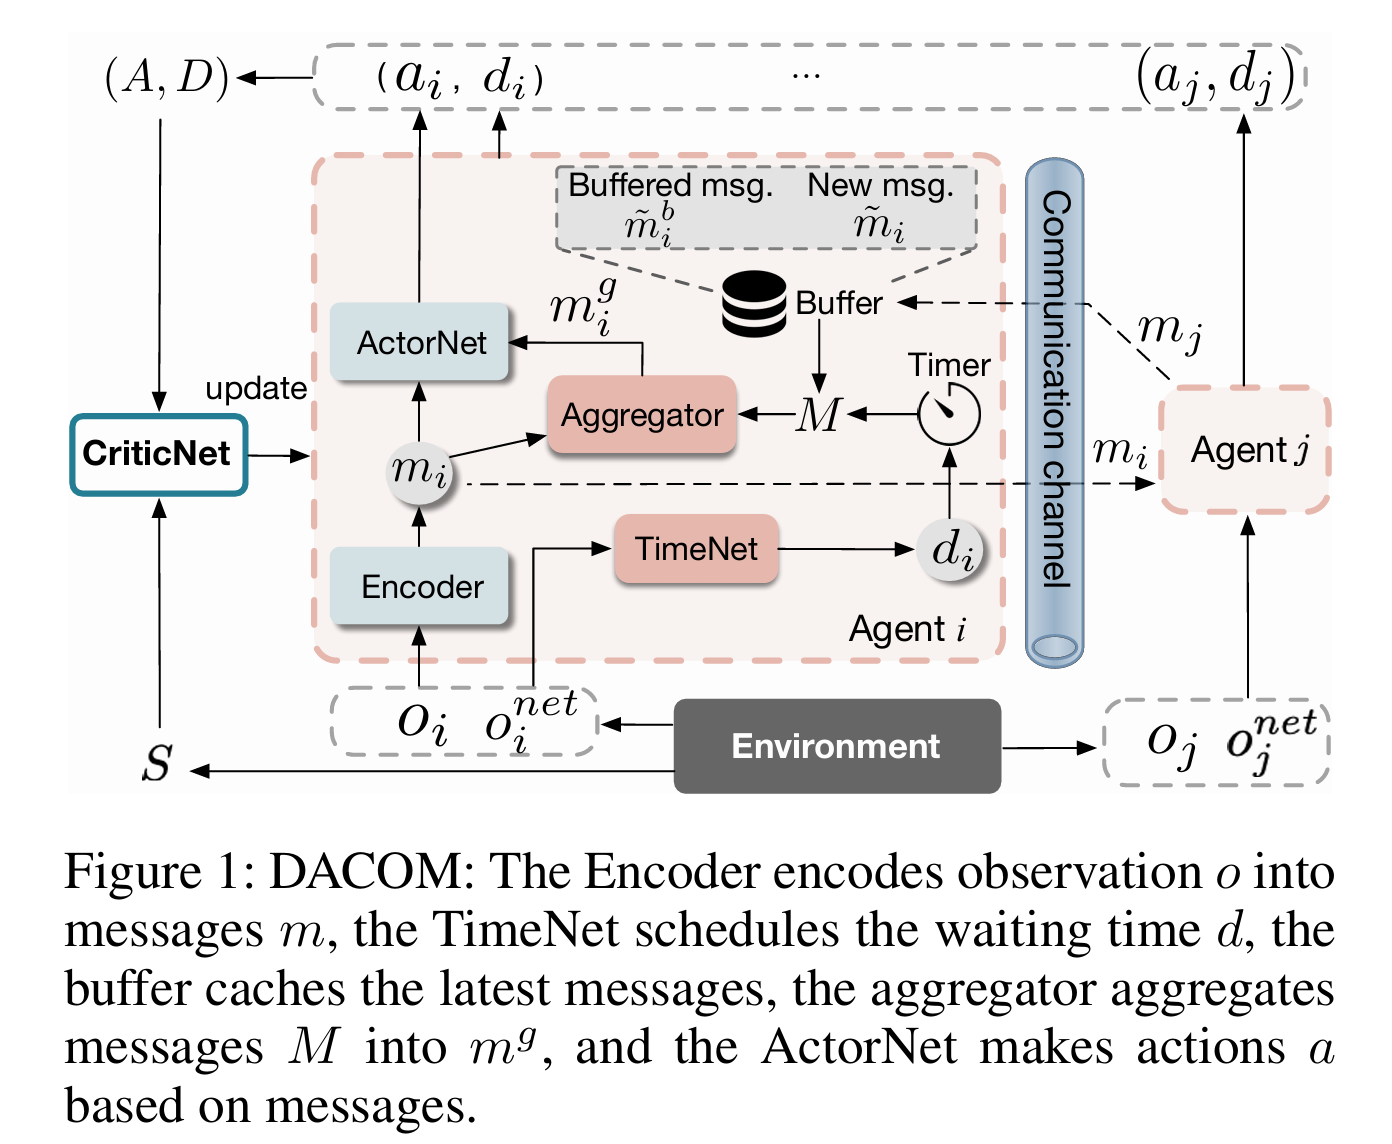 (A, D)
(a_i, d_i)
...
(a_j, d_j)
Buffered msg.
New msg.
m̃_i^b
m̃_i
Buffer
m_i^g
ActorNet
Timer
m_j
update
Aggregator
M
CriticNet
m_i
m_i
Agent j
Communication channel
TimeNet
d_i
Encoder
Agent i
o_i o_i^{net}
Environment
o_j o_j^{net}
S
Figure 1: DACOM: The Encoder encodes observation o into
messages m, the TimeNet schedules the waiting time d, the
buffer caches the latest messages, the aggregator aggregates
messages M into m^g, and the ActorNet makes actions a
based on messages.